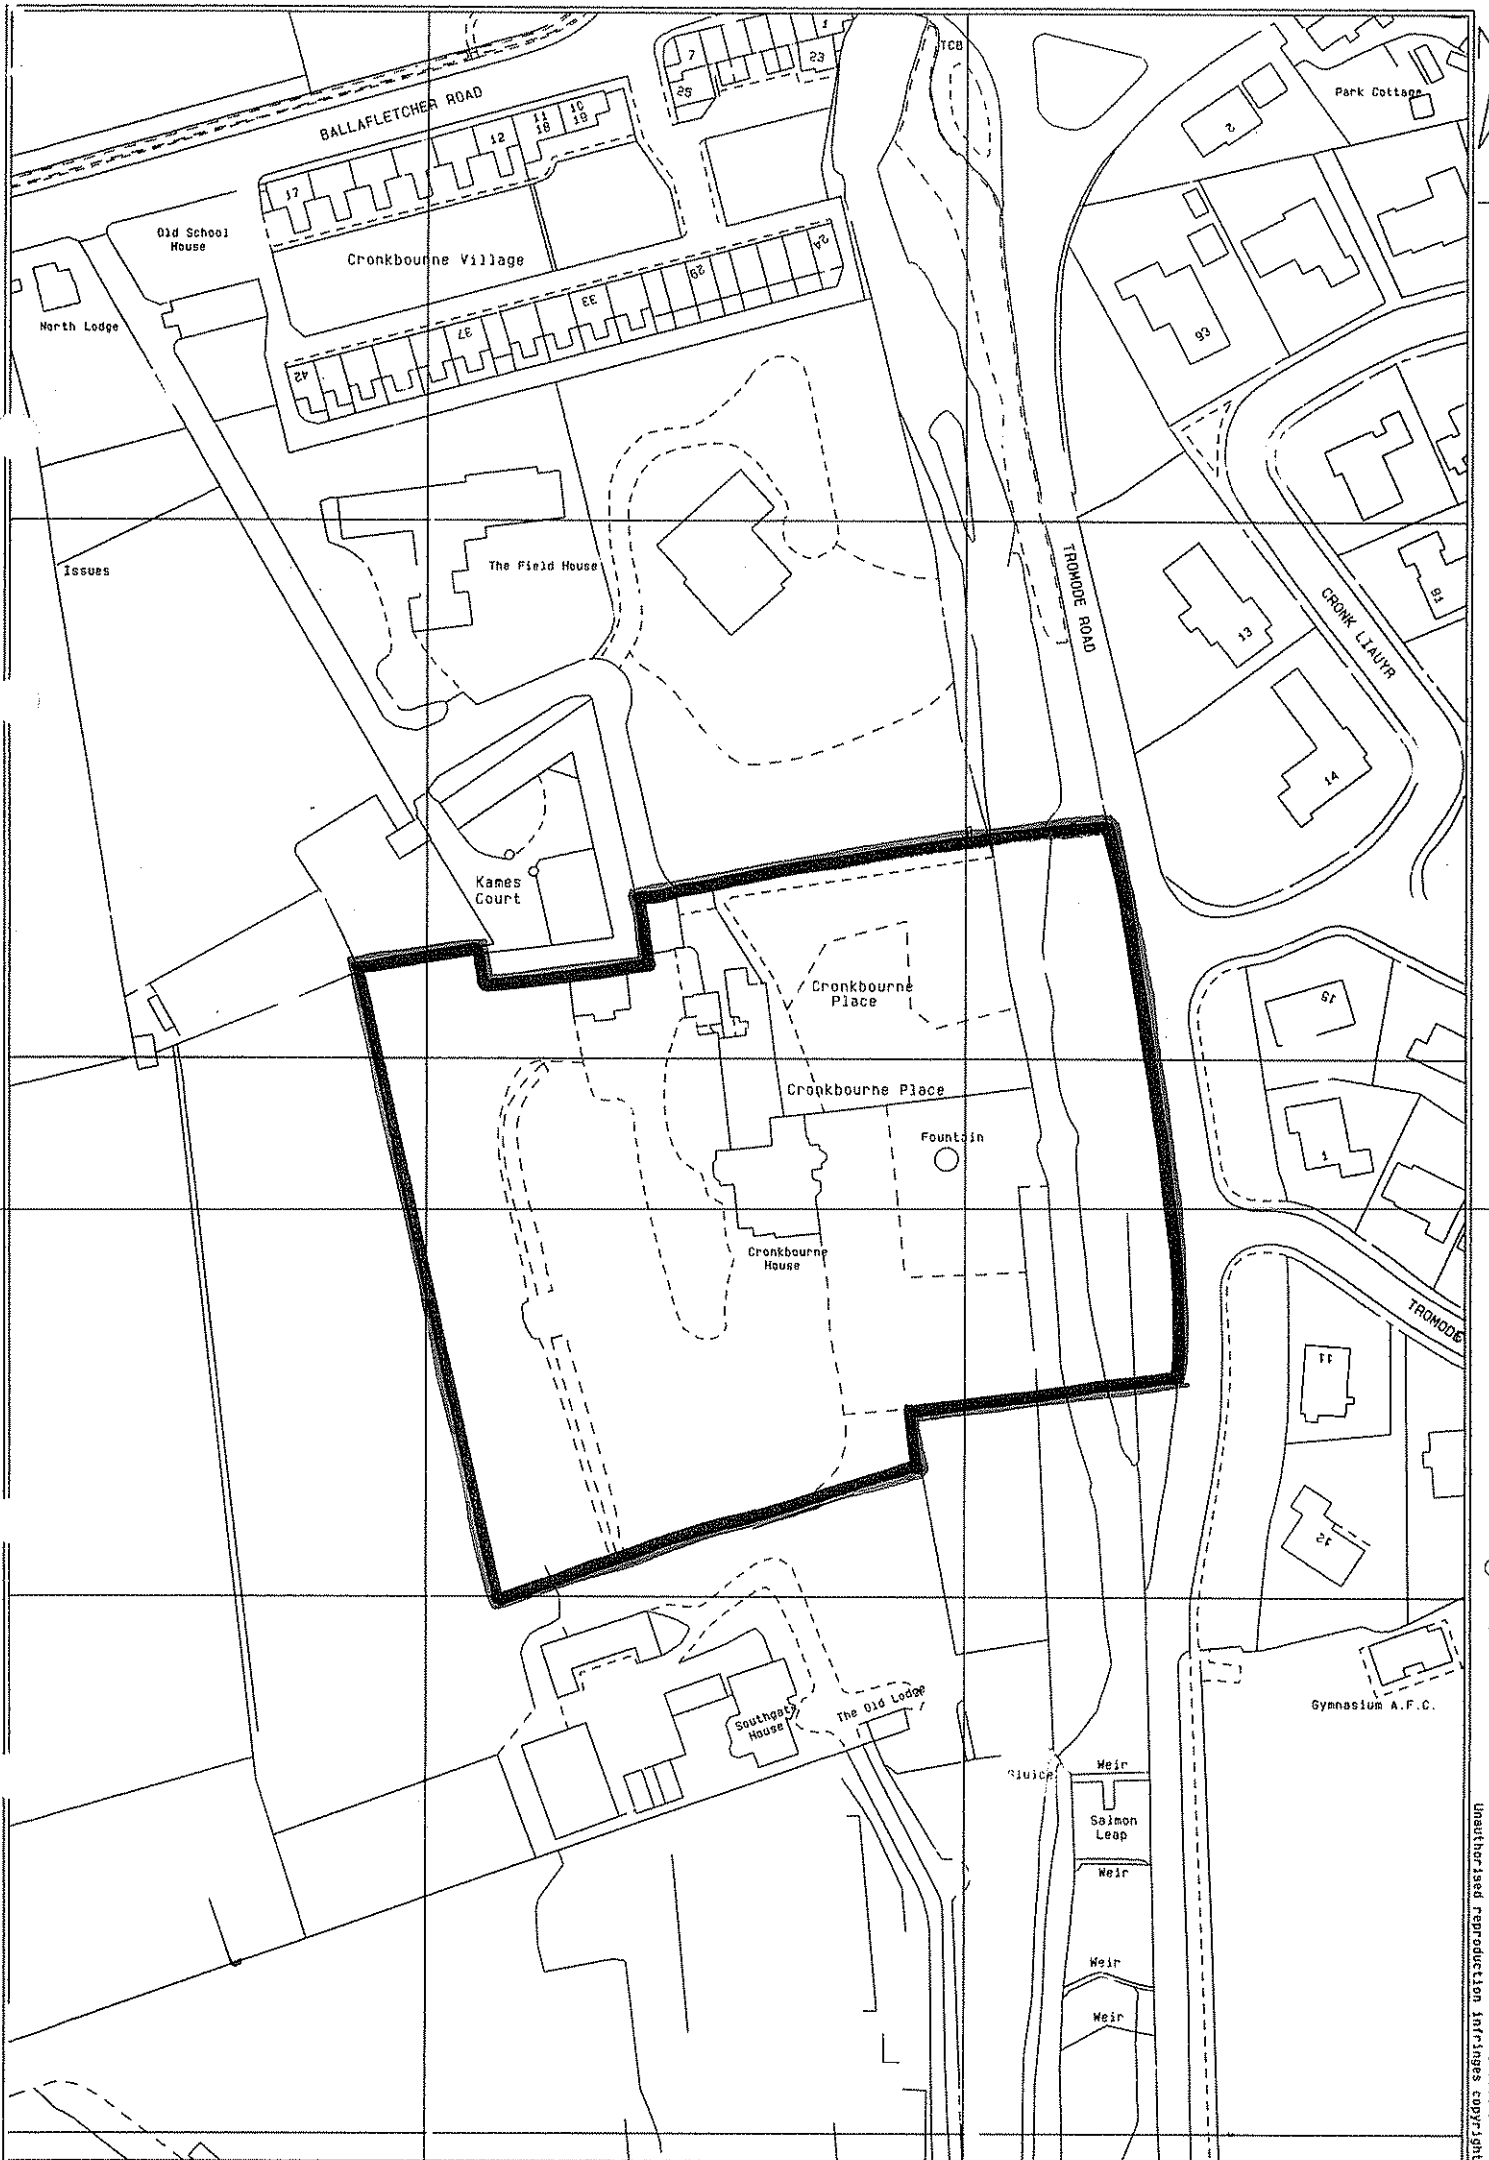 TCB
1
7
23
25
Park Cottage
2
BALLAFLETCHER ROAD
10
11
19
18
12
17
Old School
House
Cronkbourne Village
24
29
33
37
42
North Lodge
93
Issues
The Field House
TROMODE ROAD
13
CRONK LIAUYR
91
14
Kames
Court
Cronkbourne
Place
15
Cronkbourne Place
Fountain
1
Cronkbourne
House
TROMODE
11
12
Gymnasium A.F.C.
Southgate
House
The Old Lodge
Sluice
Weir
Salmon
Leap
Weir
Weir
Weir
Unauthorised reproduction infringes copyright